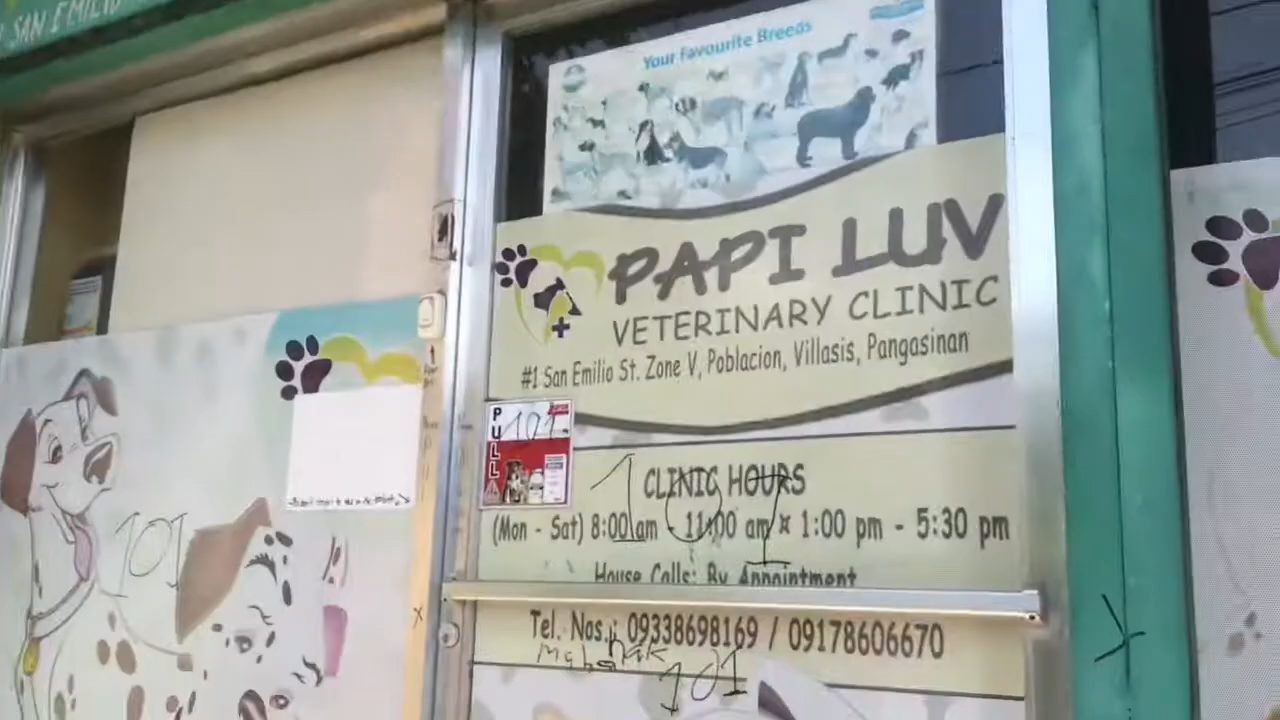 SAN EMILIO
Your Favourite Breeds
PAPI LUV
VETERINARY CLINIC
#1 San Emilio St. Zone V, Poblacion, Villasis, Pangasinan
PULL
101
101
CLINIC HOURS
(Mon - Sat) 8:00 am - 11:00 am * 1:00 pm - 5:30 pm
House Calls: By Appointment
101
Tel. Nos.: 09338698169 / 09178606670
101